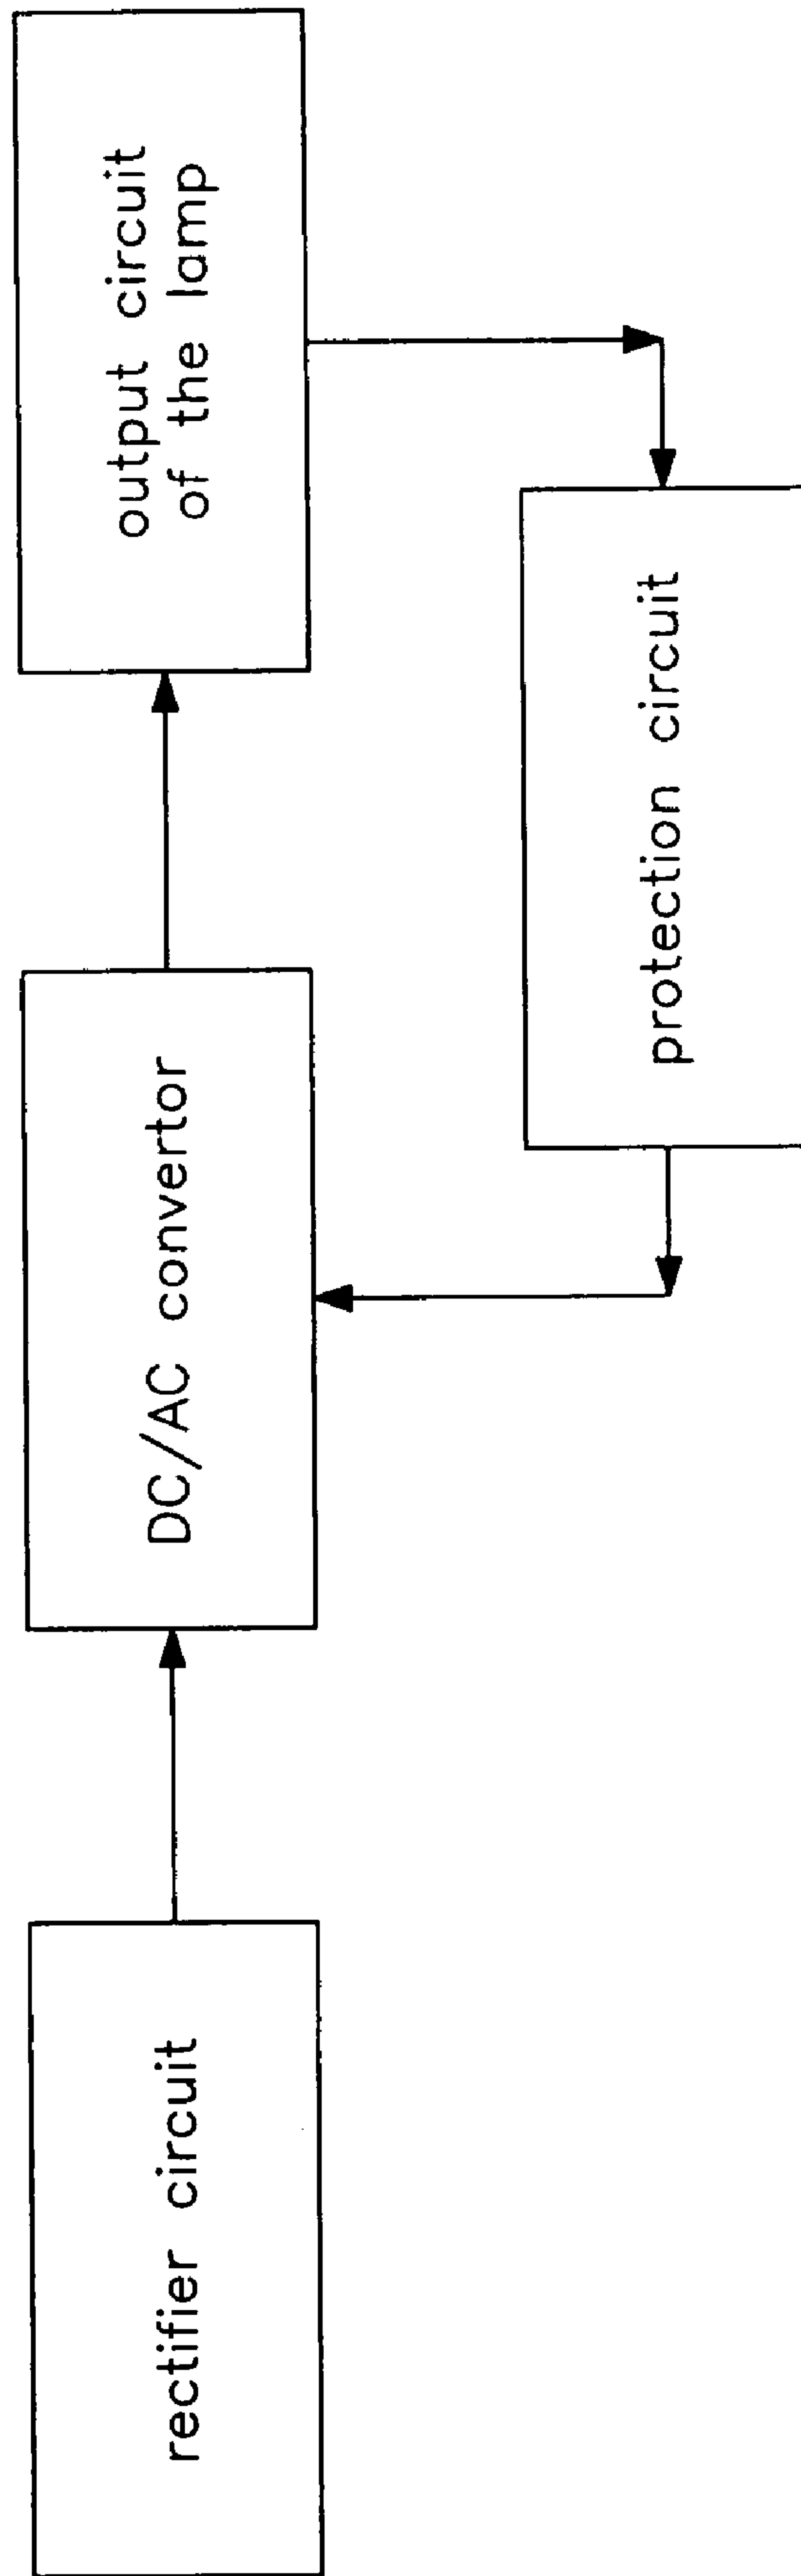 rectifier circuit
DC/AC convertor
output circuit
of the lamp
protection circuit